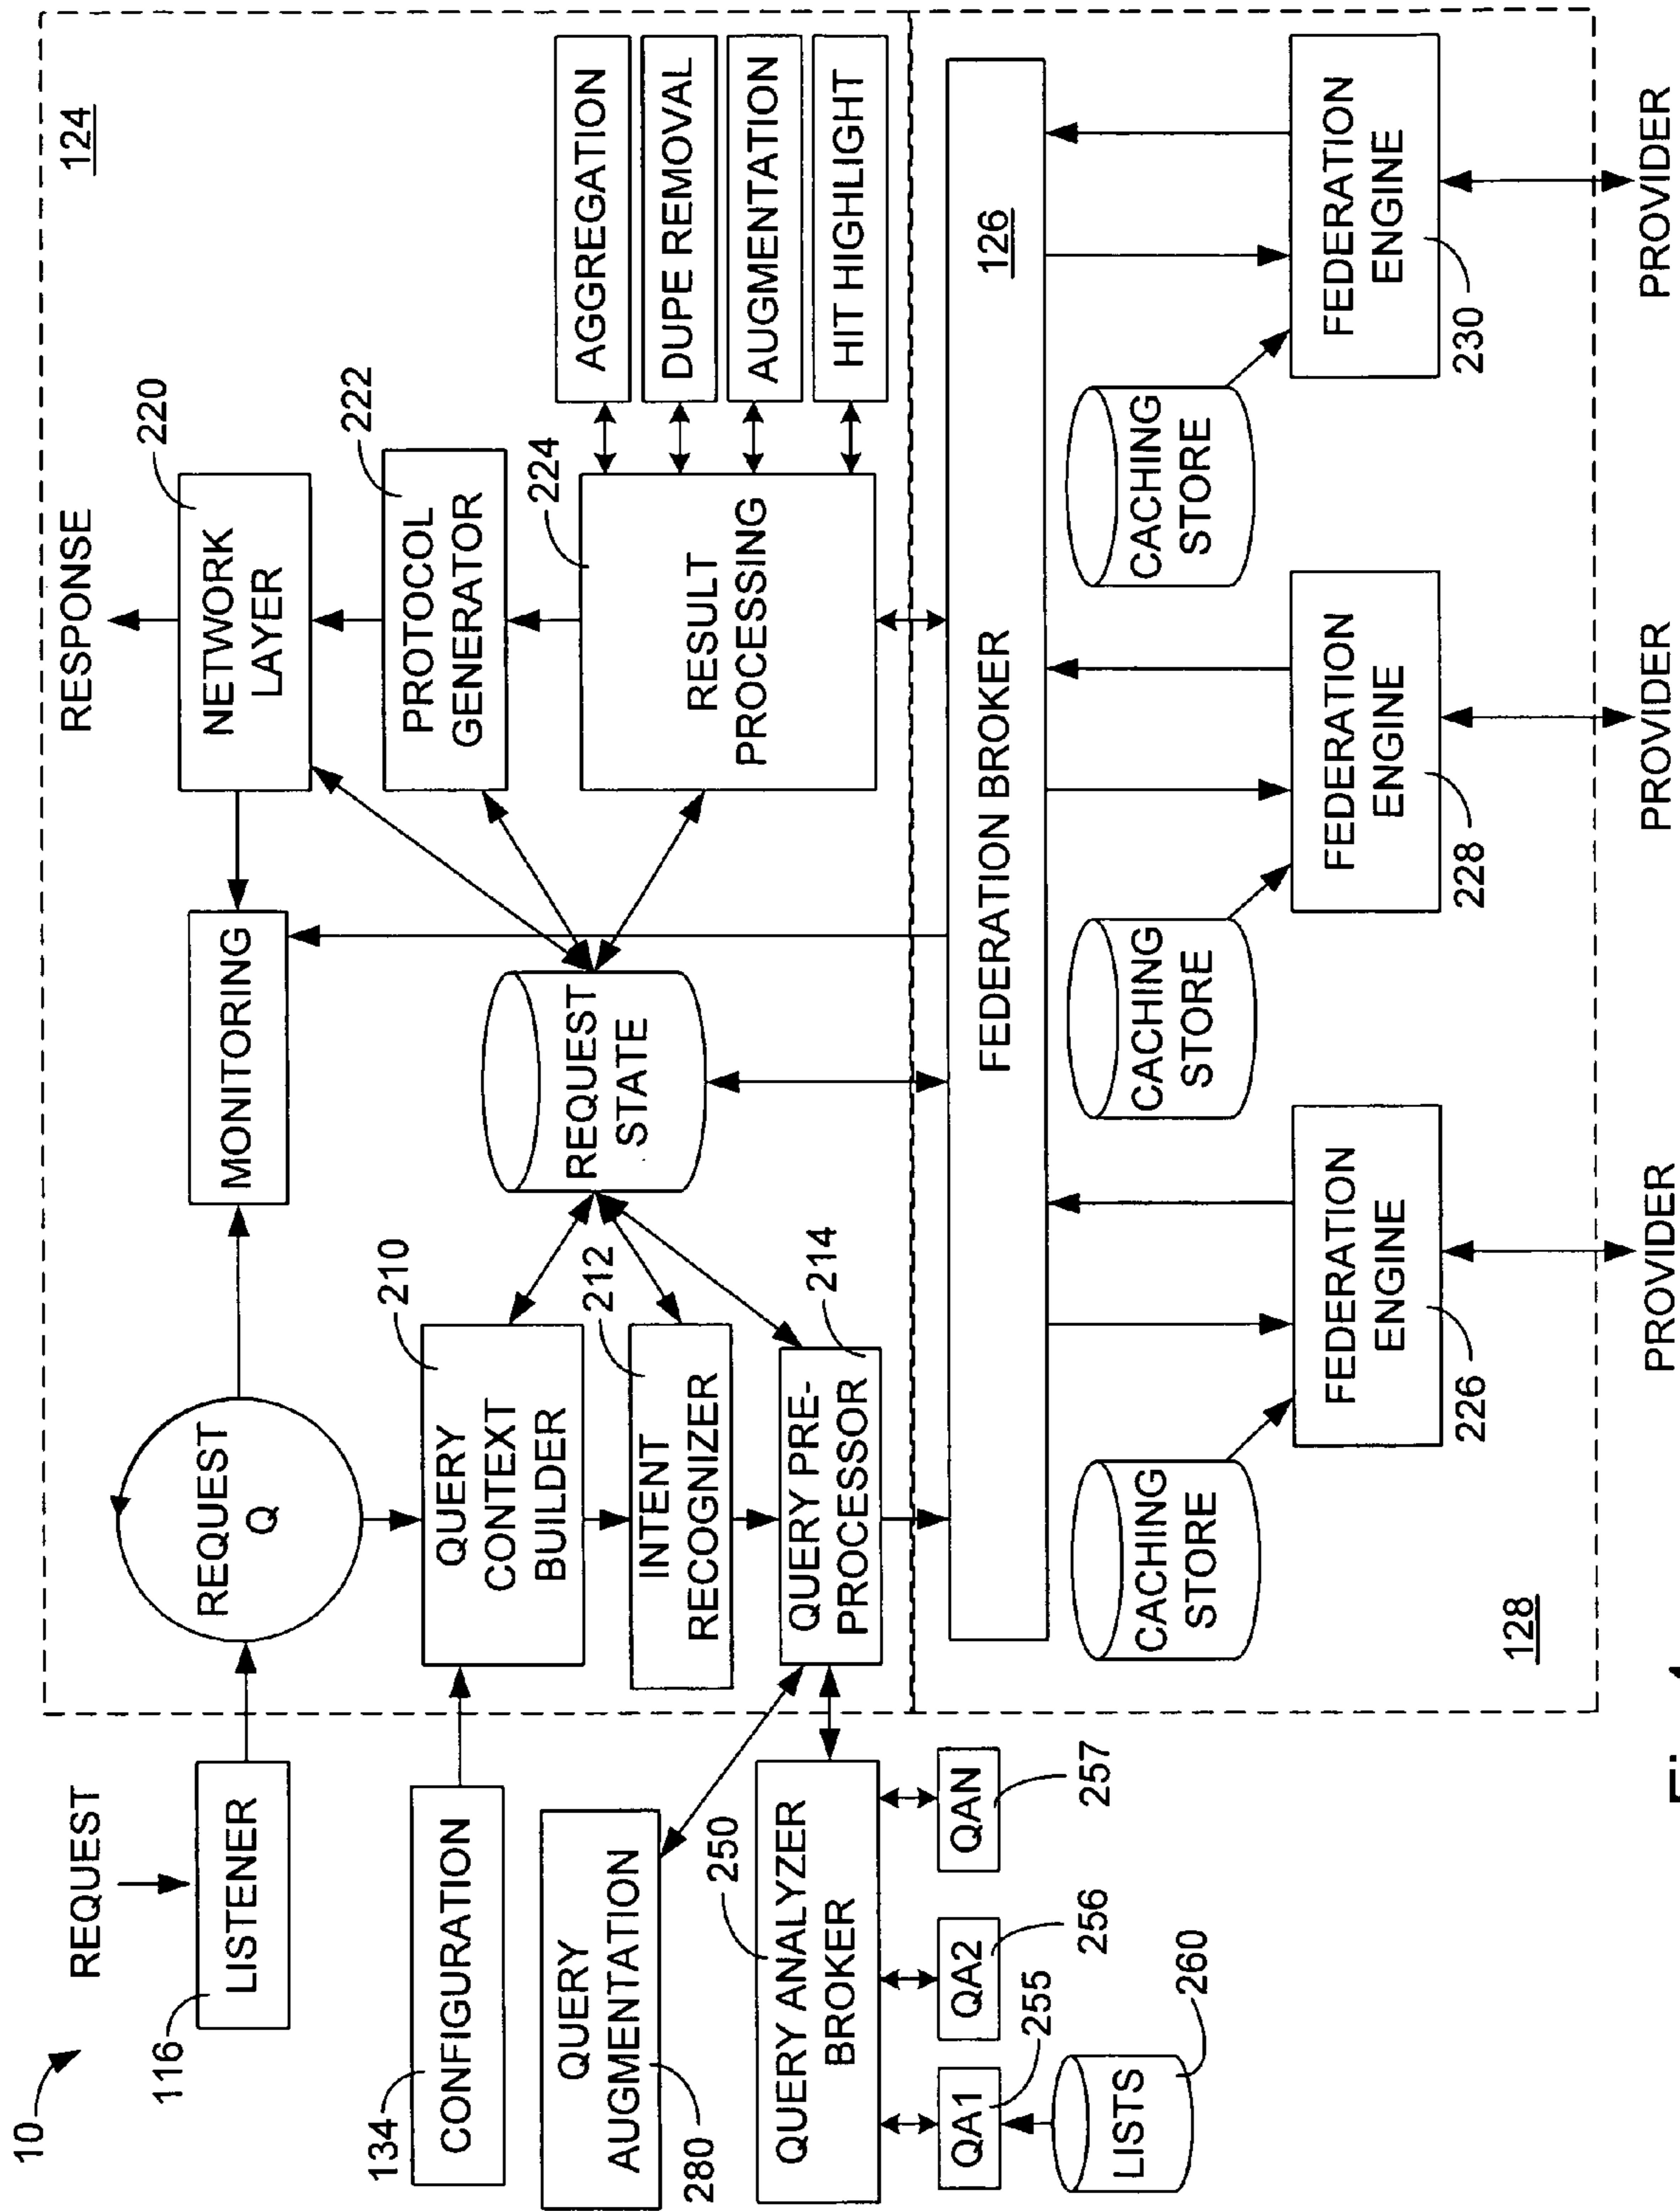 10
REQUEST
116
LISTENER
REQUEST
Q
MONITORING
RESPONSE
NETWORK
LAYER
220
124
134
CONFIGURATION
QUERY
CONTEXT
BUILDER
210
PROTOCOL
GENERATOR
222
QUERY
AUGMENTATION
280
INTENT
RECOGNIZER
212
REQUEST
STATE
RESULT
PROCESSING
224
AGGREGATION
DUPE REMOVAL
AUGMENTATION
HIT HIGHLIGHT
QUERY ANALYZER
BROKER
250
QUERY PRE-
PROCESSOR
214
QA1
255
QA2
256
QAN
257
LISTS
260
FEDERATION BROKER
126
CACHING
STORE
CACHING
STORE
CACHING
STORE
FEDERATION
ENGINE
226
FEDERATION
ENGINE
228
FEDERATION
ENGINE
230
128
PROVIDER
PROVIDER
PROVIDER